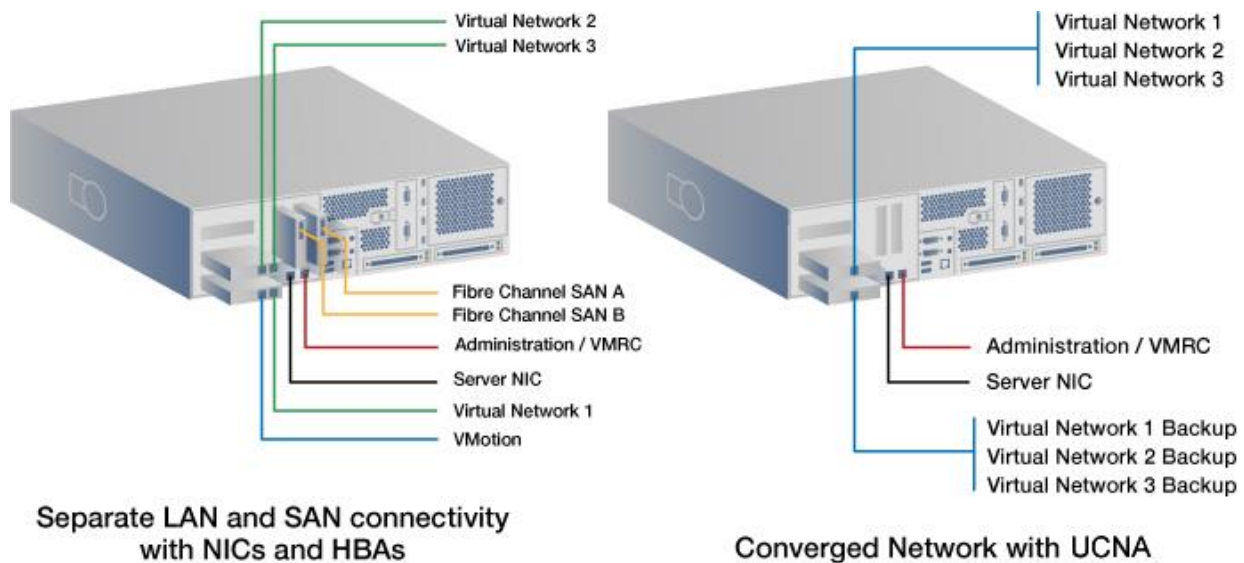 Virtual Network 2
Virtual Network 3
Fibre Channel SAN A
Fibre Channel SAN B
Administration / VMRC
Server NIC
Virtual Network 1
VMotion
Separate LAN and SAN connectivity
with NICs and HBAs
Virtual Network 1
Virtual Network 2
Virtual Network 3
Administration / VMRC
Server NIC
Virtual Network 1 Backup
Virtual Network 2 Backup
Virtual Network 3 Backup
Converged Network with UCNA